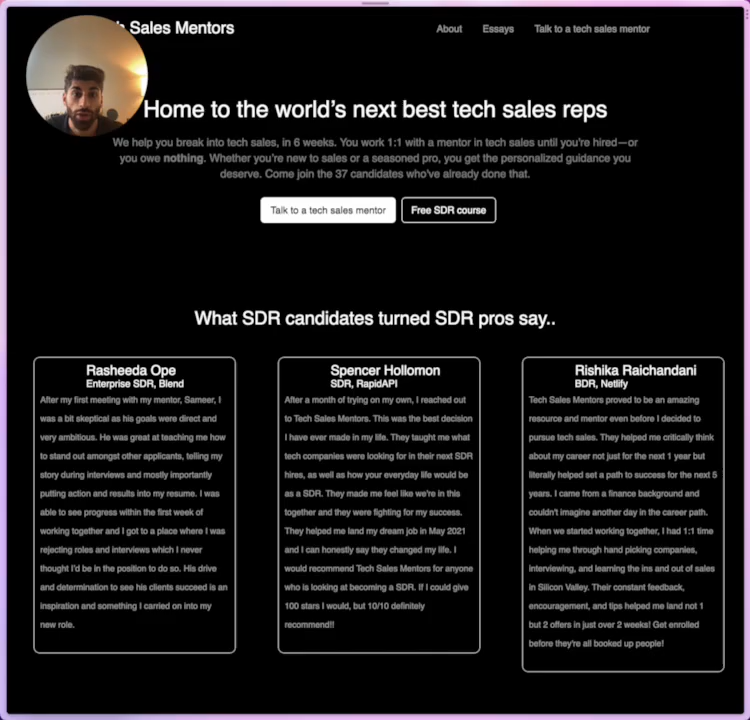 Sales Mentors
About Essays Talk to a tech sales mentor
Home to the world's next best tech sales reps
We help you break into tech sales, in 6 weeks. You work 1:1 with a mentor in tech sales until you're hired—or
you owe nothing. Whether you're new to sales or a seasoned pro, you get the personalized guidance you
deserve. Come join the 37 candidates who've already done that.
Talk to a tech sales mentor Free SDR course
What SDR candidates turned SDR pros say..
Rasheeda Ope
Enterprise SDR, Blend
After my first meeting with my mentor, Sameer, I
was a bit skeptical as his goals were direct and
very ambitious. He was great at teaching me how
to stand out amongst other applicants, telling my
story during interviews and mostly importantly
putting action and results into my resume. I was
able to see progress within the first week of
working together and I got to a place where I was
rejecting roles and interviews which I never
thought I'd be in the position to do so. His drive
and determination to see his clients succeed is an
inspiration and something I carried on into my
new role.
Spencer Hollomon
SDR, RapidAPI
After a month of trying on my own, I reached out
to Tech Sales Mentors. This was the best decision
I have ever made in my life. They taught me what
tech companies were looking for in their next SDR
hires, as well as how your everyday life would be
as a SDR. They made me feel like we're in this
together and they were fighting for my success.
They helped me land my dream job in May 2021
and I can honestly say they changed my life. I
would recommend Tech Sales Mentors for anyone
who is looking at becoming a SDR. If I could give
100 stars I would, but 10/10 definitely
recommend!!
Rishika Raichandani
BDR, Netlify
Tech Sales Mentors proved to be an amazing
resource and mentor even before I decided to
pursue tech sales. They helped me critically think
about my career not just for the next 1 year but
literally helped set a path to success for the next 5
years. I came from a finance background and
couldn't imagine another day in the career path.
When we started working together, I had 1:1 time
helping me through hand picking companies,
interviewing, and learning the ins and out of sales
in Silicon Valley. Their constant feedback,
encouragement, and tips helped me land not 1
but 2 offers in just over 2 weeks! Get enrolled
before they're all booked up people!